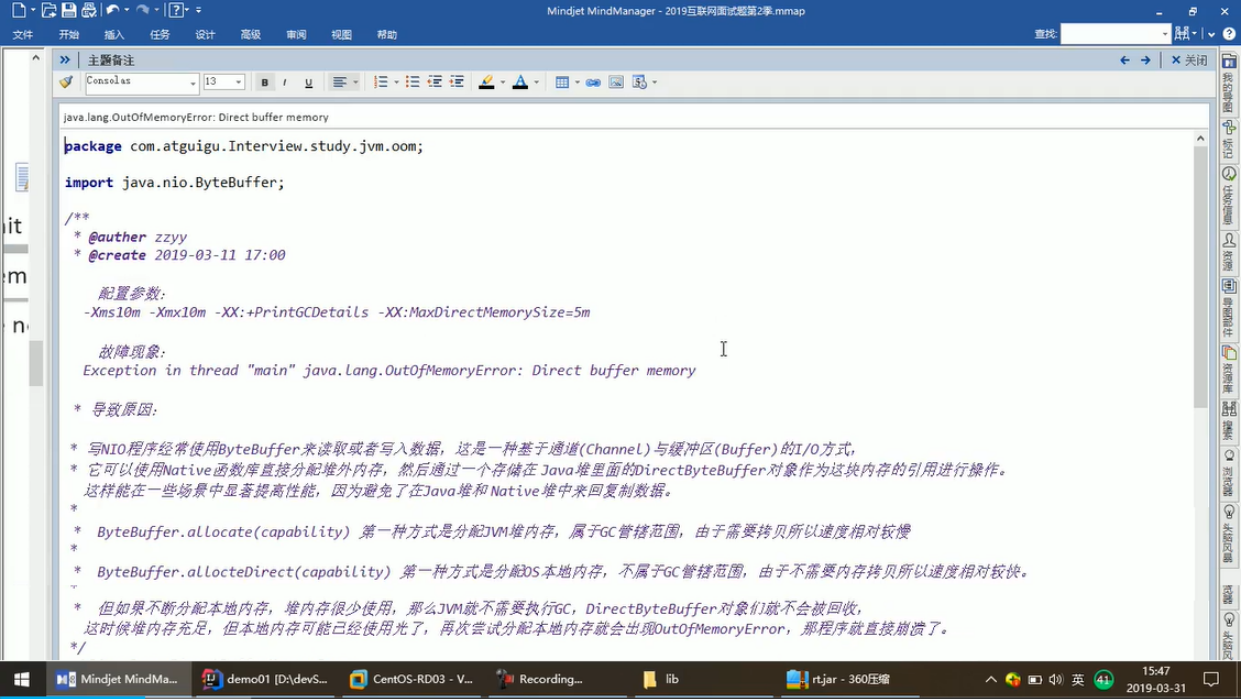 Mindjet MindManager - 2019互联网面试题第2季.mmap
文件 开始 插入 任务 设计 高级 审阅 视图 帮助 查找:
主题备注 关闭
Consolas 13 B I U
java.lang.OutOfMemoryError: Direct buffer memory
package com.atguigu.Interview.study.jvm.oom;
import java.nio.ByteBuffer;
/**
* @auther zzyy
* @create 2019-03-11 17:00
配置参数:
-Xms10m -Xmx10m -XX:+PrintGCDetails -XX:MaxDirectMemorySize=5m
故障现象:
Exception in thread "main" java.lang.OutOfMemoryError: Direct buffer memory
* 导致原因:
* 写NIO程序经常使用ByteBuffer来读取或者写入数据，这是一种基于通道(Channel)与缓冲区(Buffer)的I/O方式，
* 它可以使用Native函数库直接分配堆外内存，然后通过一个存储在 Java堆里面的DirectByteBuffer对象作为这块内存的引用进行操作。
这样能在一些场景中显著提高性能，因为避免了在Java堆和 Native堆中来回复制数据。
*
* ByteBuffer.allocate(capability) 第一种方式是分配JVM堆内存，属于GC管辖范围，由于需要拷贝所以速度相对较慢
*
* ByteBuffer.allocteDirect(capability) 第一种方式是分配OS本地内存，不属于GC管辖范围，由于不需要内存拷贝所以速度相对较快。
*
* 但如果不断分配本地内存，堆内存很少使用，那么JVM就不需要执行GC，DirectByteBuffer对象们就不会被回收，
这时候堆内存充足，但本地内存可能已经使用光了，再次尝试分配本地内存就会出现OutOfMemoryError，那程序就直接崩溃了。
*/
it
em
no
我的导图
标记
任务信息
资源
导图部件
资源库
搜索
浏览器
头脑风暴
览器
头脑风
Mindjet MindMa... demo01 [D:\devS... CentOS-RD03 - V... Recording... lib rt.jar - 360压缩 英 41 15:47
2019-03-31